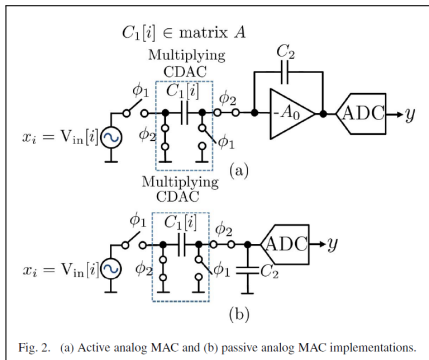 C₁[i] ∈ matrix A
Multiplying
CDAC
ϕ₁
C₁[i]
ϕ₂
ϕ₂
ϕ₁
C₂
-A₀
ADC
y
xᵢ = Vᵢₙ[i]
(a)
Multiplying
CDAC
ϕ₁
C₁[i]
ϕ₂
ϕ₂
ϕ₁
C₂
ADC
y
xᵢ = Vᵢₙ[i]
(b)
Fig. 2. (a) Active analog MAC and (b) passive analog MAC implementations.